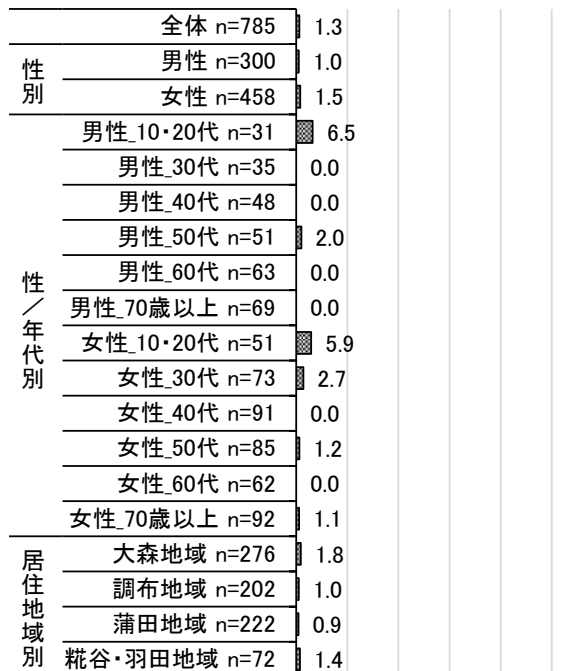 全体 n=785 1.3
性別
男性 n=300 1.0
女性 n=458 1.5
性／年代別
男性_10・20代 n=31 6.5
男性_30代 n=35 0.0
男性_40代 n=48 0.0
男性_50代 n=51 2.0
男性_60代 n=63 0.0
男性_70歳以上 n=69 0.0
女性_10・20代 n=51 5.9
女性_30代 n=73 2.7
女性_40代 n=91 0.0
女性_50代 n=85 1.2
女性_60代 n=62 0.0
女性_70歳以上 n=92 1.1
居住地域別
大森地域 n=276 1.8
調布地域 n=202 1.0
蒲田地域 n=222 0.9
糀谷・羽田地域 n=72 1.4